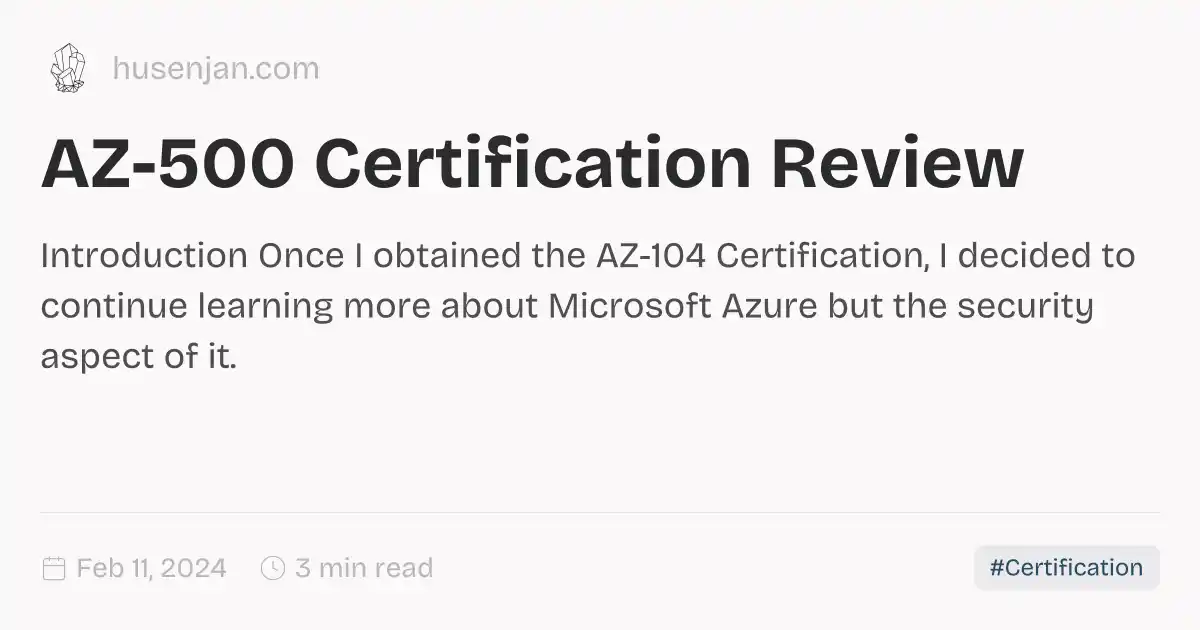 husenjan.com
AZ-500 Certification Review
Introduction Once I obtained the AZ-104 Certification, I decided to
continue learning more about Microsoft Azure but the security
aspect of it.
Feb 11, 2024 3 min read #Certification